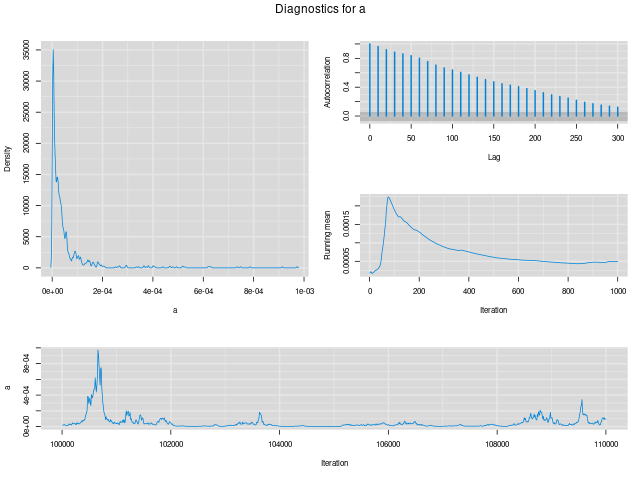 Diagnostics for a
Density
35000
30000
25000
20000
15000
10000
5000
0
0e+00 2e-04 4e-04 6e-04 8e-04 1e-03
a
Autocorrelation
0.8
0.4
0.0
0 50 100 150 200 250 300
Lag
Running mean
0.00015
0.00005
0 200 400 600 800 1000
Iteration
a
8e-04
4e-04
0e+00
100000 102000 104000 106000 108000 110000
Iteration